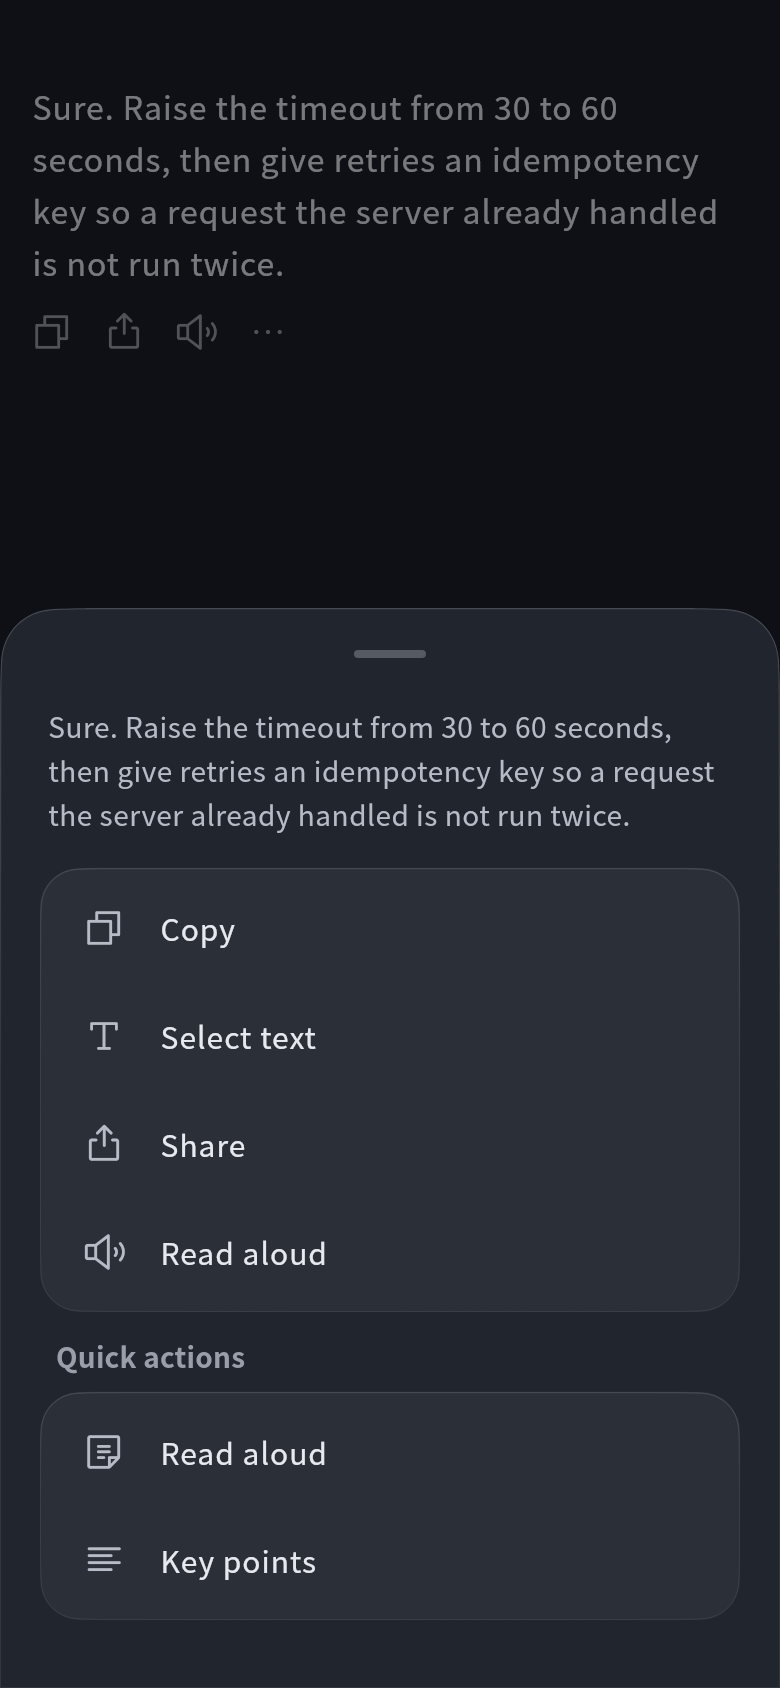 Sure. Raise the timeout from 30 to 60
seconds, then give retries an idempotency
key so a request the server already handled
is not run twice.
Sure. Raise the timeout from 30 to 60 seconds,
then give retries an idempotency key so a request
the server already handled is not run twice.
Copy
Select text
Share
Read aloud
Quick actions
Read aloud
Key points